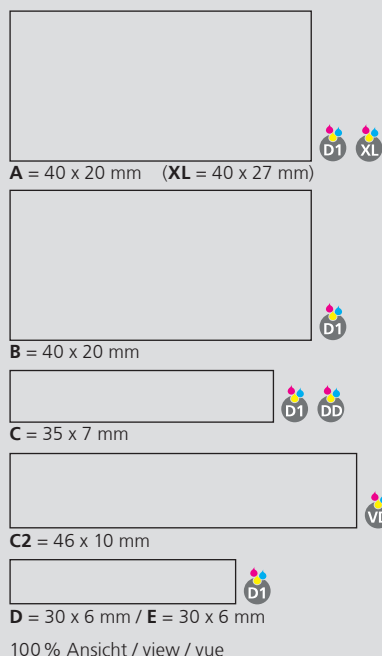 D1 XL
A = 40 x 20 mm (XL = 40 x 27 mm)
D1
B = 40 x 20 mm
D1 DD
C = 35 x 7 mm
C2 = 46 x 10 mm
D1
D = 30 x 6 mm / E = 30 x 6 mm
100 % Ansicht / view / vue